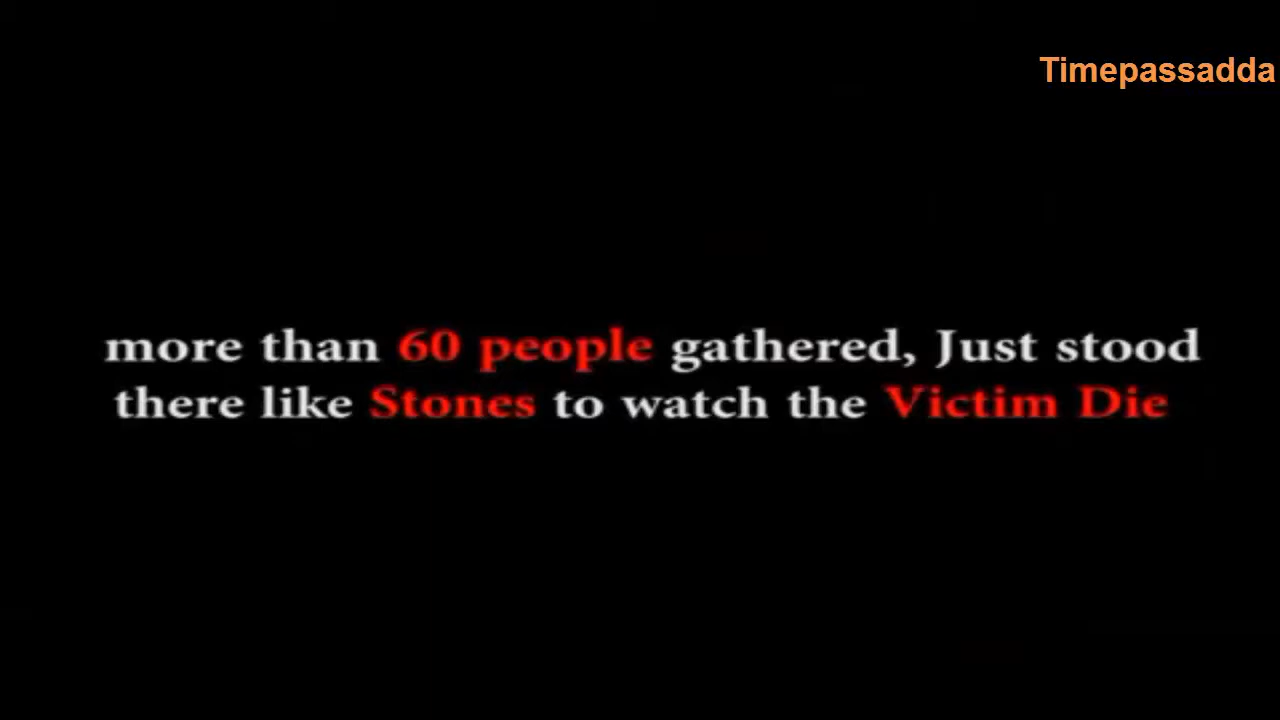 Timepassadda
more than 60 people gathered, Just stood
there like Stones to watch the Victim Die